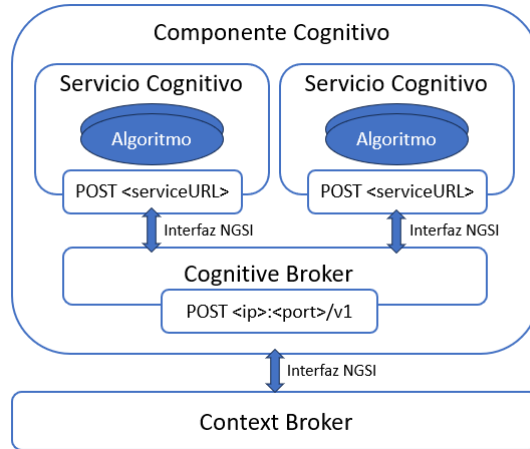 Componente Cognitivo
Servicio Cognitivo
Algoritmo
POST <serviceURL>
Interfaz NGSI
Servicio Cognitivo
Algoritmo
POST <serviceURL>
Interfaz NGSI
Cognitive Broker
POST <ip>:<port>/v1
Interfaz NGSI
Context Broker